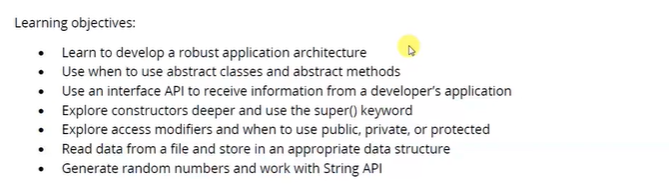 Learning objectives:
• Learn to develop a robust application architecture
• Use when to use abstract classes and abstract methods
• Use an interface API to receive information from a developer's application
• Explore constructors deeper and use the super() keyword
• Explore access modifiers and when to use public, private, or protected
• Read data from a file and store in an appropriate data structure
• Generate random numbers and work with String API